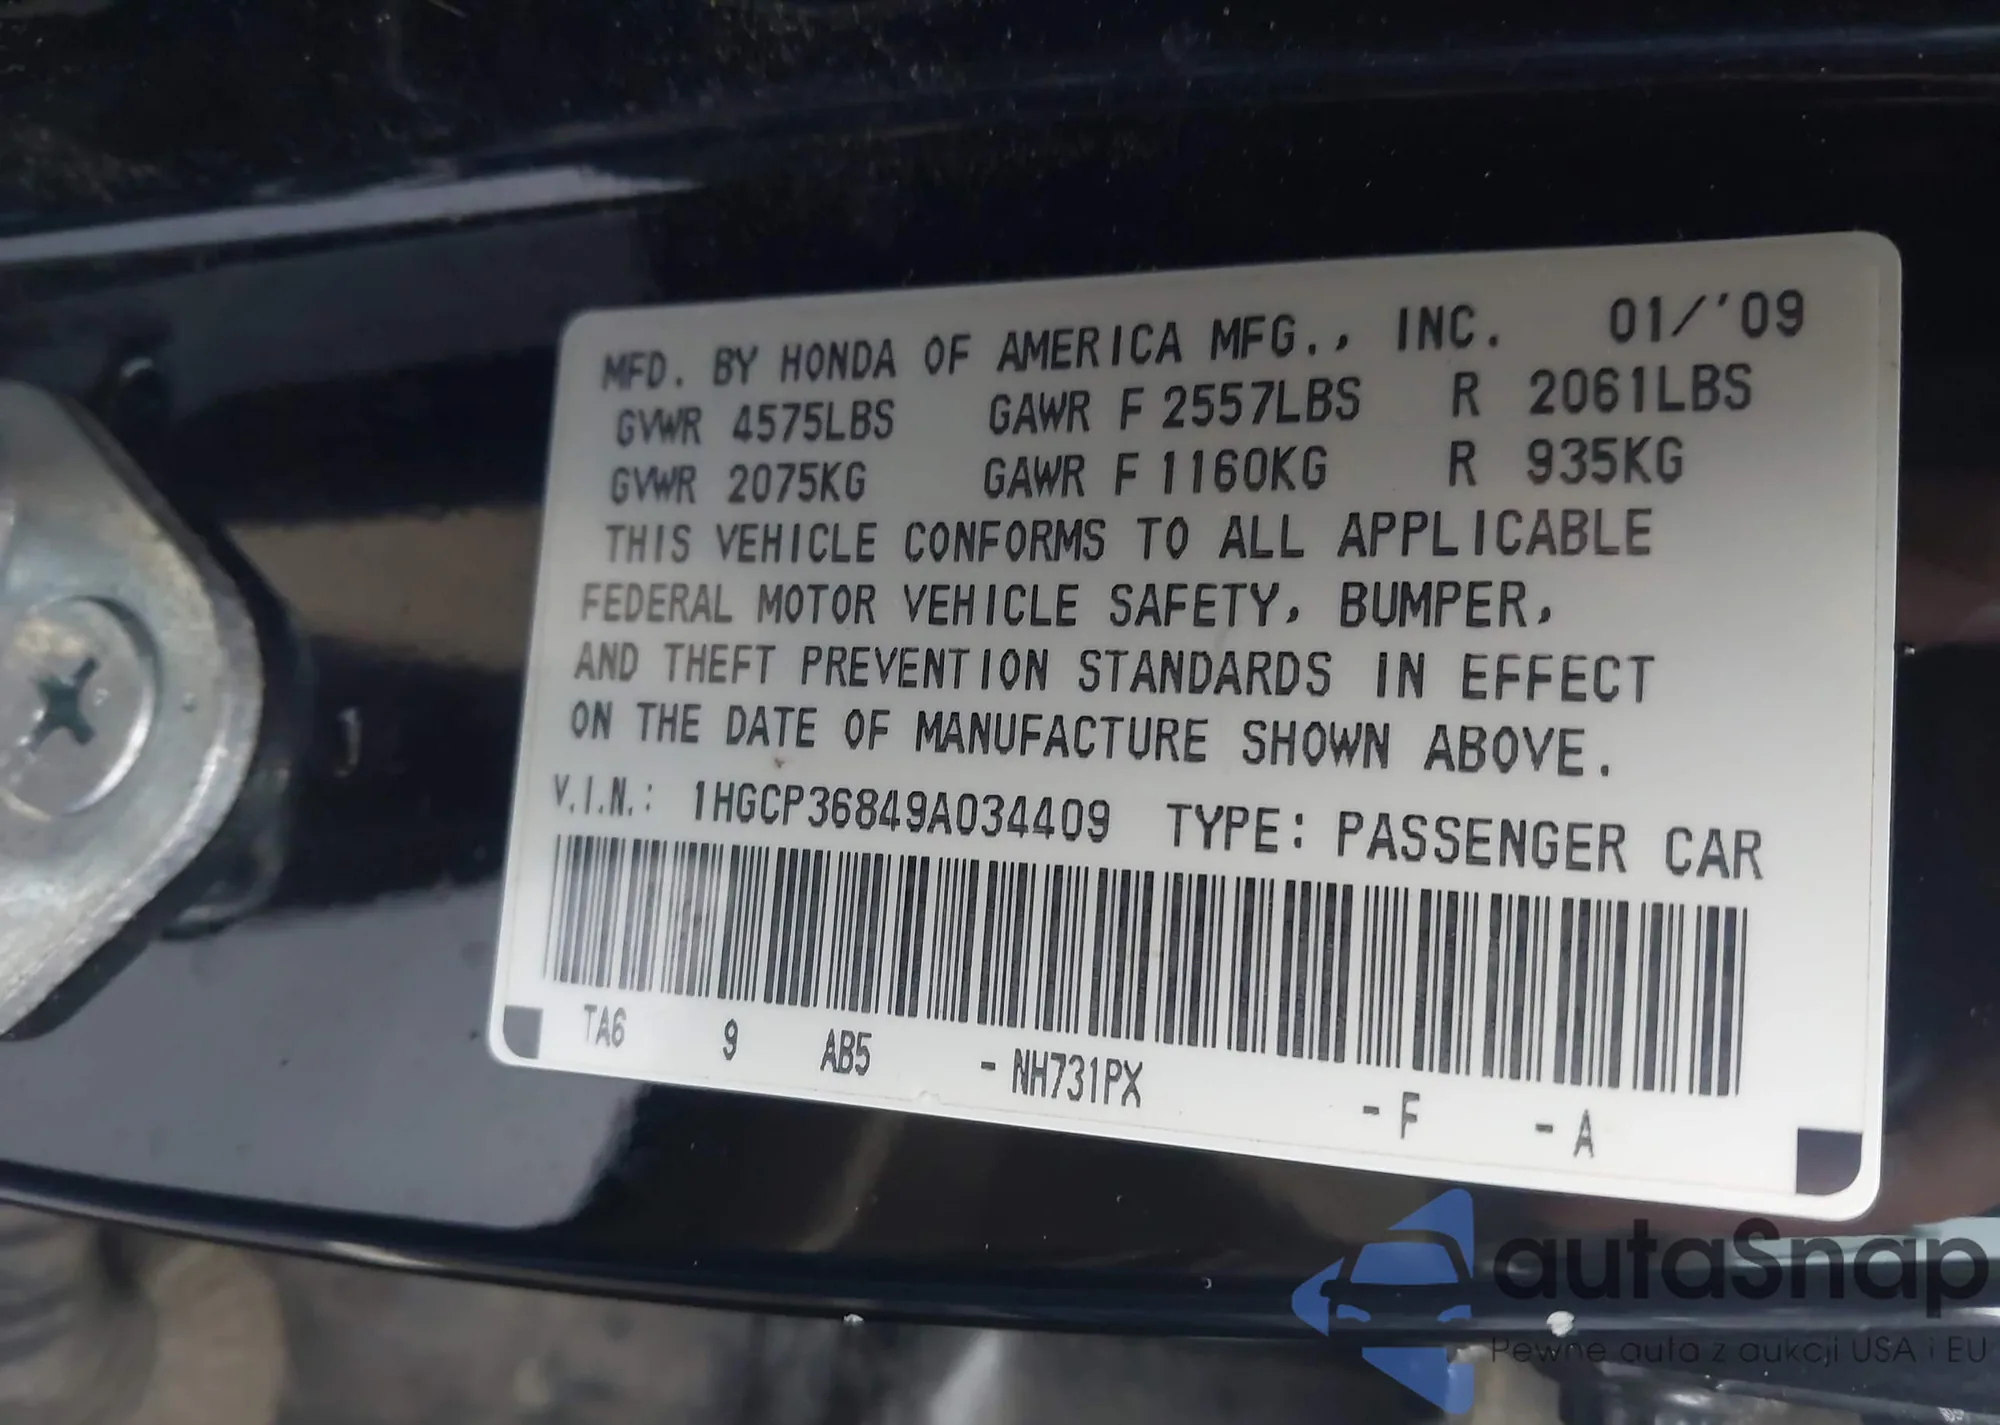 MFD. BY HONDA OF AMERICA MFG., INC. 01/'09
GVWR 4575LBS GAWR F 2557LBS R 2061LBS
GVWR 2075KG GAWR F 1160KG R 935KG
THIS VEHICLE CONFORMS TO ALL APPLICABLE
FEDERAL MOTOR VEHICLE SAFETY, BUMPER,
AND THEFT PREVENTION STANDARDS IN EFFECT
ON THE DATE OF MANUFACTURE SHOWN ABOVE.
V.I.N.: 1HGCP36849A034409 TYPE: PASSENGER CAR
TA6 9 AB5 -NH731PX -F -A
autaSnap
Pewne auta z aukcji USA i EU